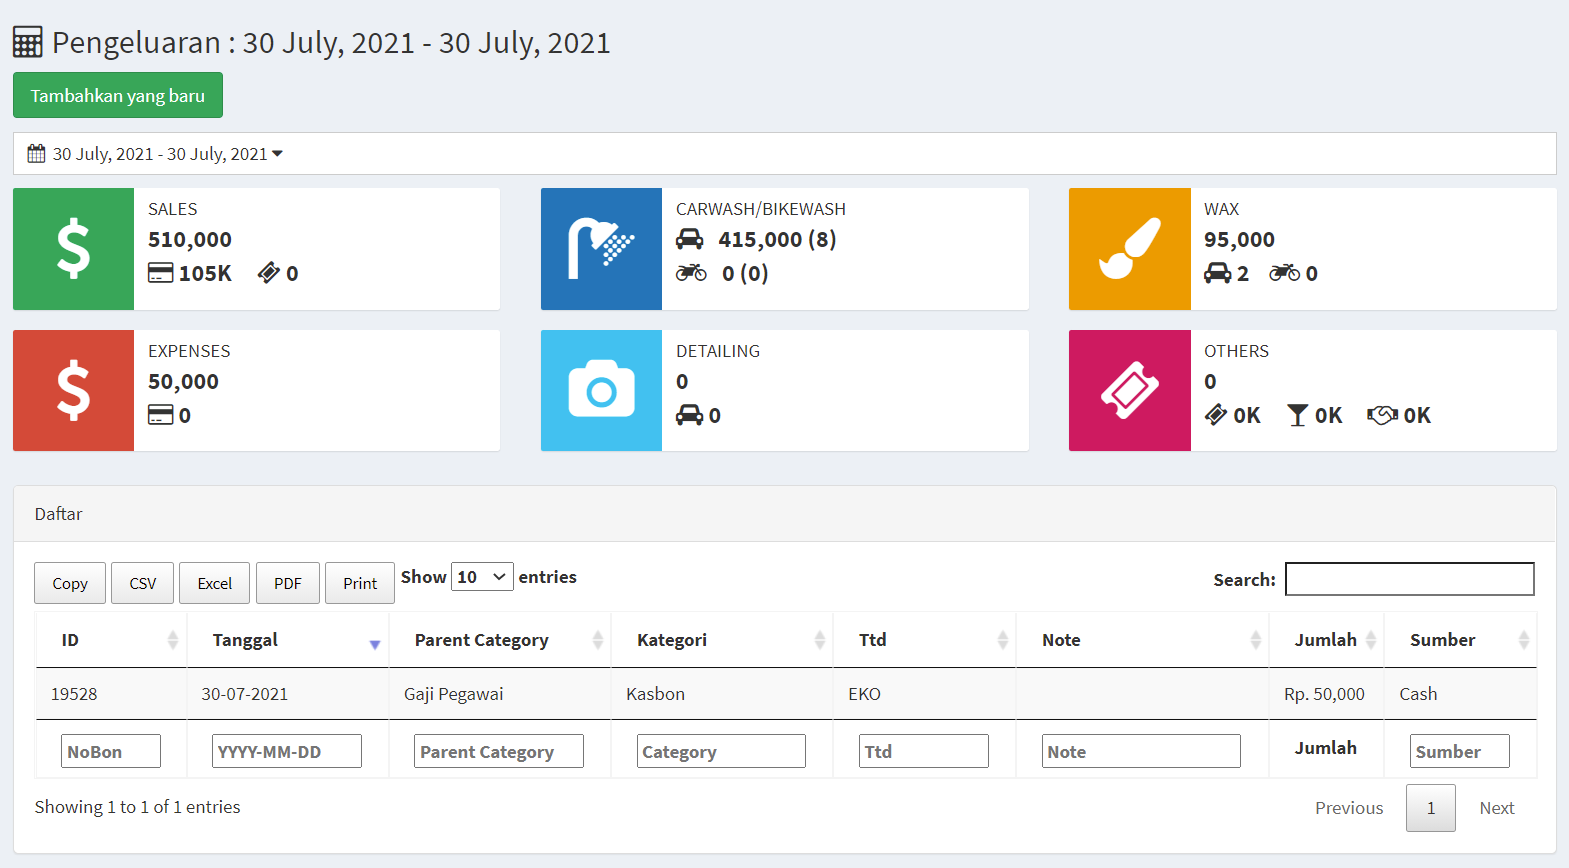 Pengeluaran : 30 July, 2021 - 30 July, 2021
Tambahkan yang baru
30 July, 2021 - 30 July, 2021
SALES
510,000
105K 0
CARWASH/BIKEWASH
415,000 (8)
0 (0)
WAX
95,000
2 0
EXPENSES
50,000
0
DETAILING
0
0
OTHERS
0
0K 0K 0K
Daftar
Copy CSV Excel PDF Print Show 10 entries Search:
ID Tanggal Parent Category Kategori Ttd Note Jumlah Sumber
19528 30-07-2021 Gaji Pegawai Kasbon EKO Rp. 50,000 Cash
NoBon YYYY-MM-DD Parent Category Category Ttd Note Jumlah Sumber
Showing 1 to 1 of 1 entries Previous 1 Next